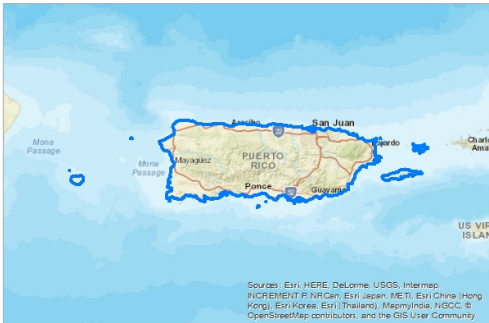 Arecibo
San Juan
Fajardo
Mona
Passage
Mona
Passage
Mayagüez
PUERTO
RICO
Ponce
Guayama
Charl
Ama
US VIR
ISLAN
Sources: Esri, HERE, DeLorme, USGS, Intermap,
INCREMENT P, NRCan, Esri Japan, METI, Esri China (Hong
Kong), Esri Korea, Esri (Thailand), MapmyIndia, NGCC, ©
OpenStreetMap contributors, and the GIS User Community